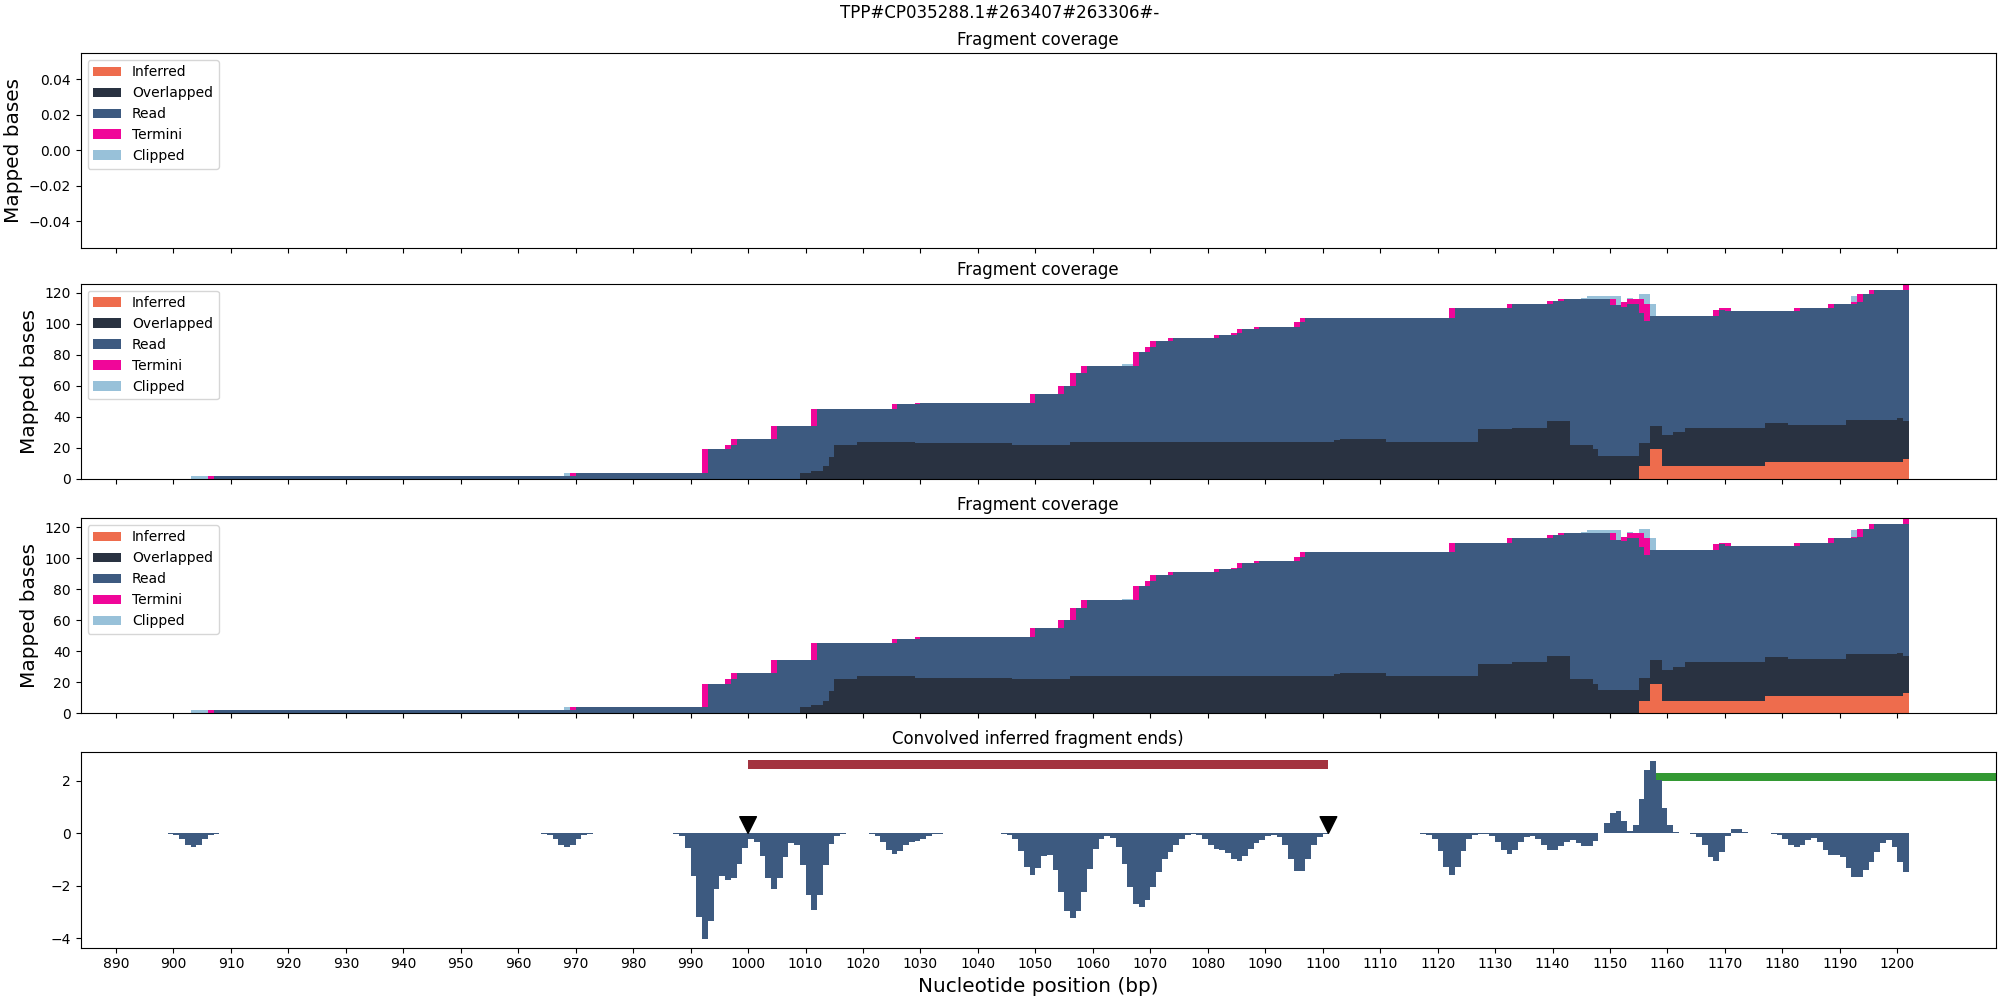 TPP#CP035288.1#263407#263306#-
Fragment coverage
Mapped bases
0.04
0.02
0.00
−0.02
−0.04
Inferred
Overlapped
Read
Termini
Clipped
Fragment coverage
Mapped bases
120
100
80
60
40
20
0
Inferred
Overlapped
Read
Termini
Clipped
Fragment coverage
Mapped bases
120
100
80
60
40
20
0
Inferred
Overlapped
Read
Termini
Clipped
Convolved inferred fragment ends)
2
0
−2
−4
890 900 910 920 930 940 950 960 970 980 990 1000 1010 1020 1030 1040 1050 1060 1070 1080 1090 1100 1110 1120 1130 1140 1150 1160 1170 1180 1190 1200
Nucleotide position (bp)